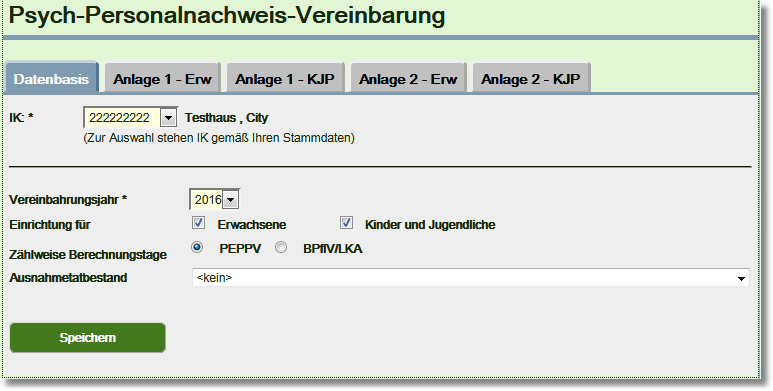 Psych-Personalnachweis-Vereinbarung
Datenbasis Anlage 1 - Erw Anlage 1 - KJP Anlage 2 - Erw Anlage 2 - KJP
IK: * 222222222 Testhaus , City
(Zur Auswahl stehen IK gemäß Ihren Stammdaten)
Vereinbahrungsjahr * 2016
Einrichtung für Erwachsene Kinder und Jugendliche
Zählweise Berechnungstage PEPPV BPflV/LKA
Ausnahmetatbestand <kein>
Speichern